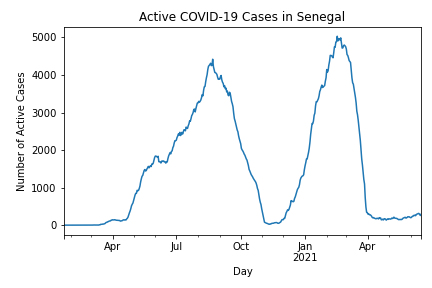 Active COVID-19 Cases in Senegal
Number of Active Cases
5000
4000
3000
2000
1000
0
Apr
Jul
Oct
Jan
2021
Apr
Day